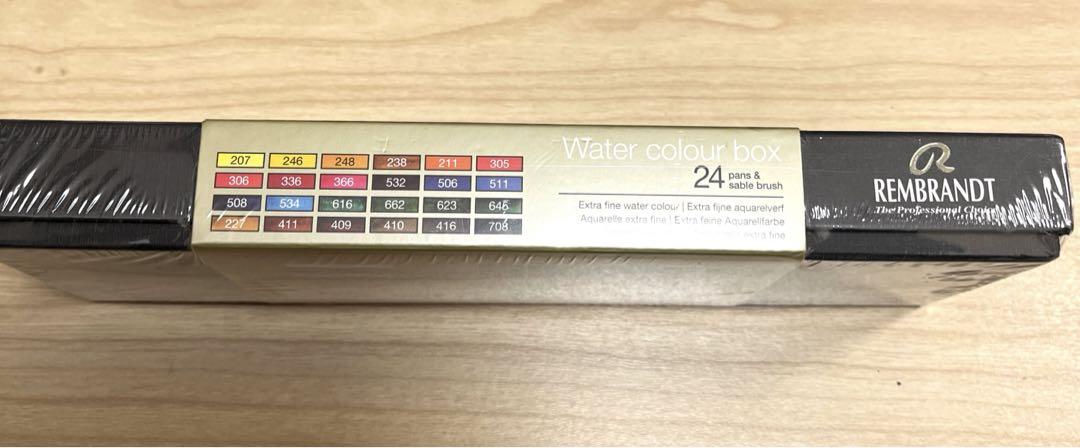 207 246 248 238 211 305
306 336 366 532 506 511
508 534 616 662 623 645
227 411 409 410 416 708
Water colour box
24 pans &
sable brush
Extra fine water colour | Extra fijne aquarelverf
Aquarelle extra fine | Extra feine Aquarellfarbe
extra fine
R
REMBRANDT
The Professional